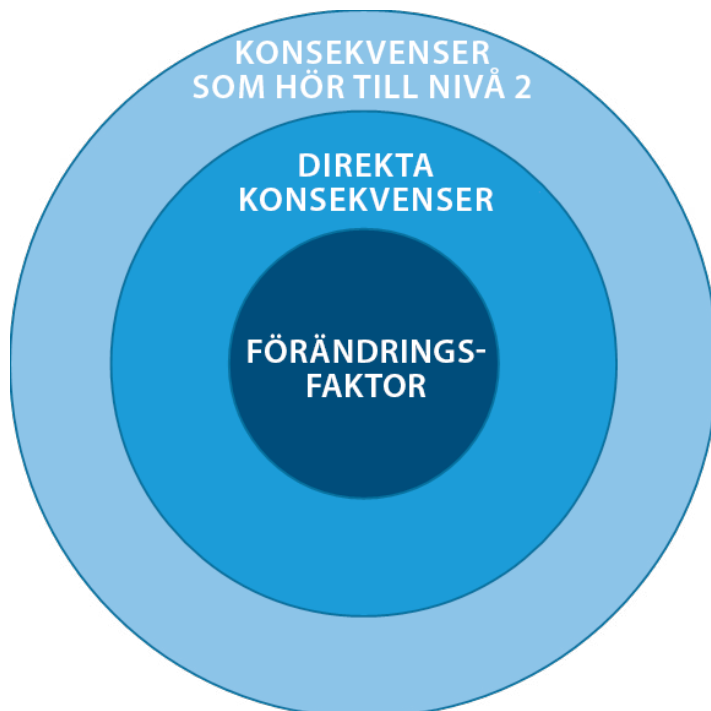 KONSEKVENSER
SOM HÖR TILL NIVÅ 2
DIREKTA
KONSEKVENSER
FÖRÄNDRINGS-
FAKTOR